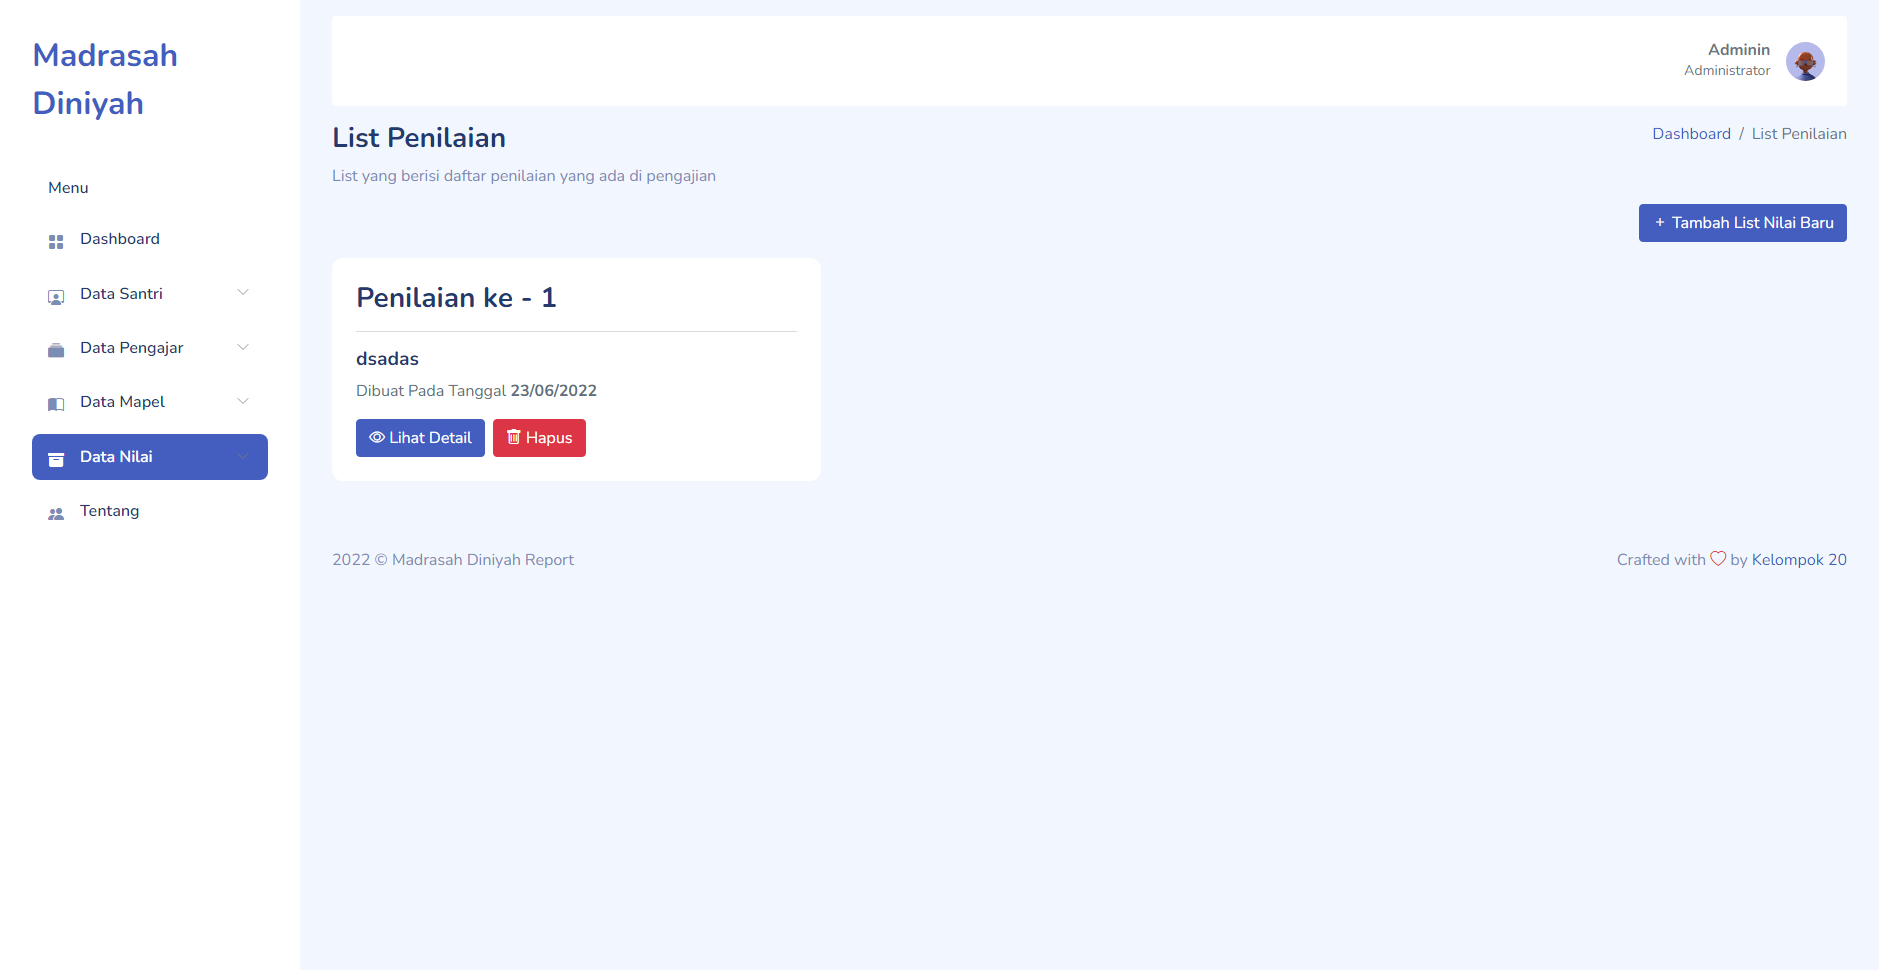 Madrasah
Diniyah
Menu
Dashboard
Data Santri
Data Pengajar
Data Mapel
Data Nilai
Tentang
Adminin
Administrator
List Penilaian
List yang berisi daftar penilaian yang ada di pengajian
Dashboard / List Penilaian
+ Tambah List Nilai Baru
Penilaian ke - 1
dsadas
Dibuat Pada Tanggal 23/06/2022
Lihat Detail
Hapus
2022 © Madrasah Diniyah Report
Crafted with ♡ by Kelompok 20